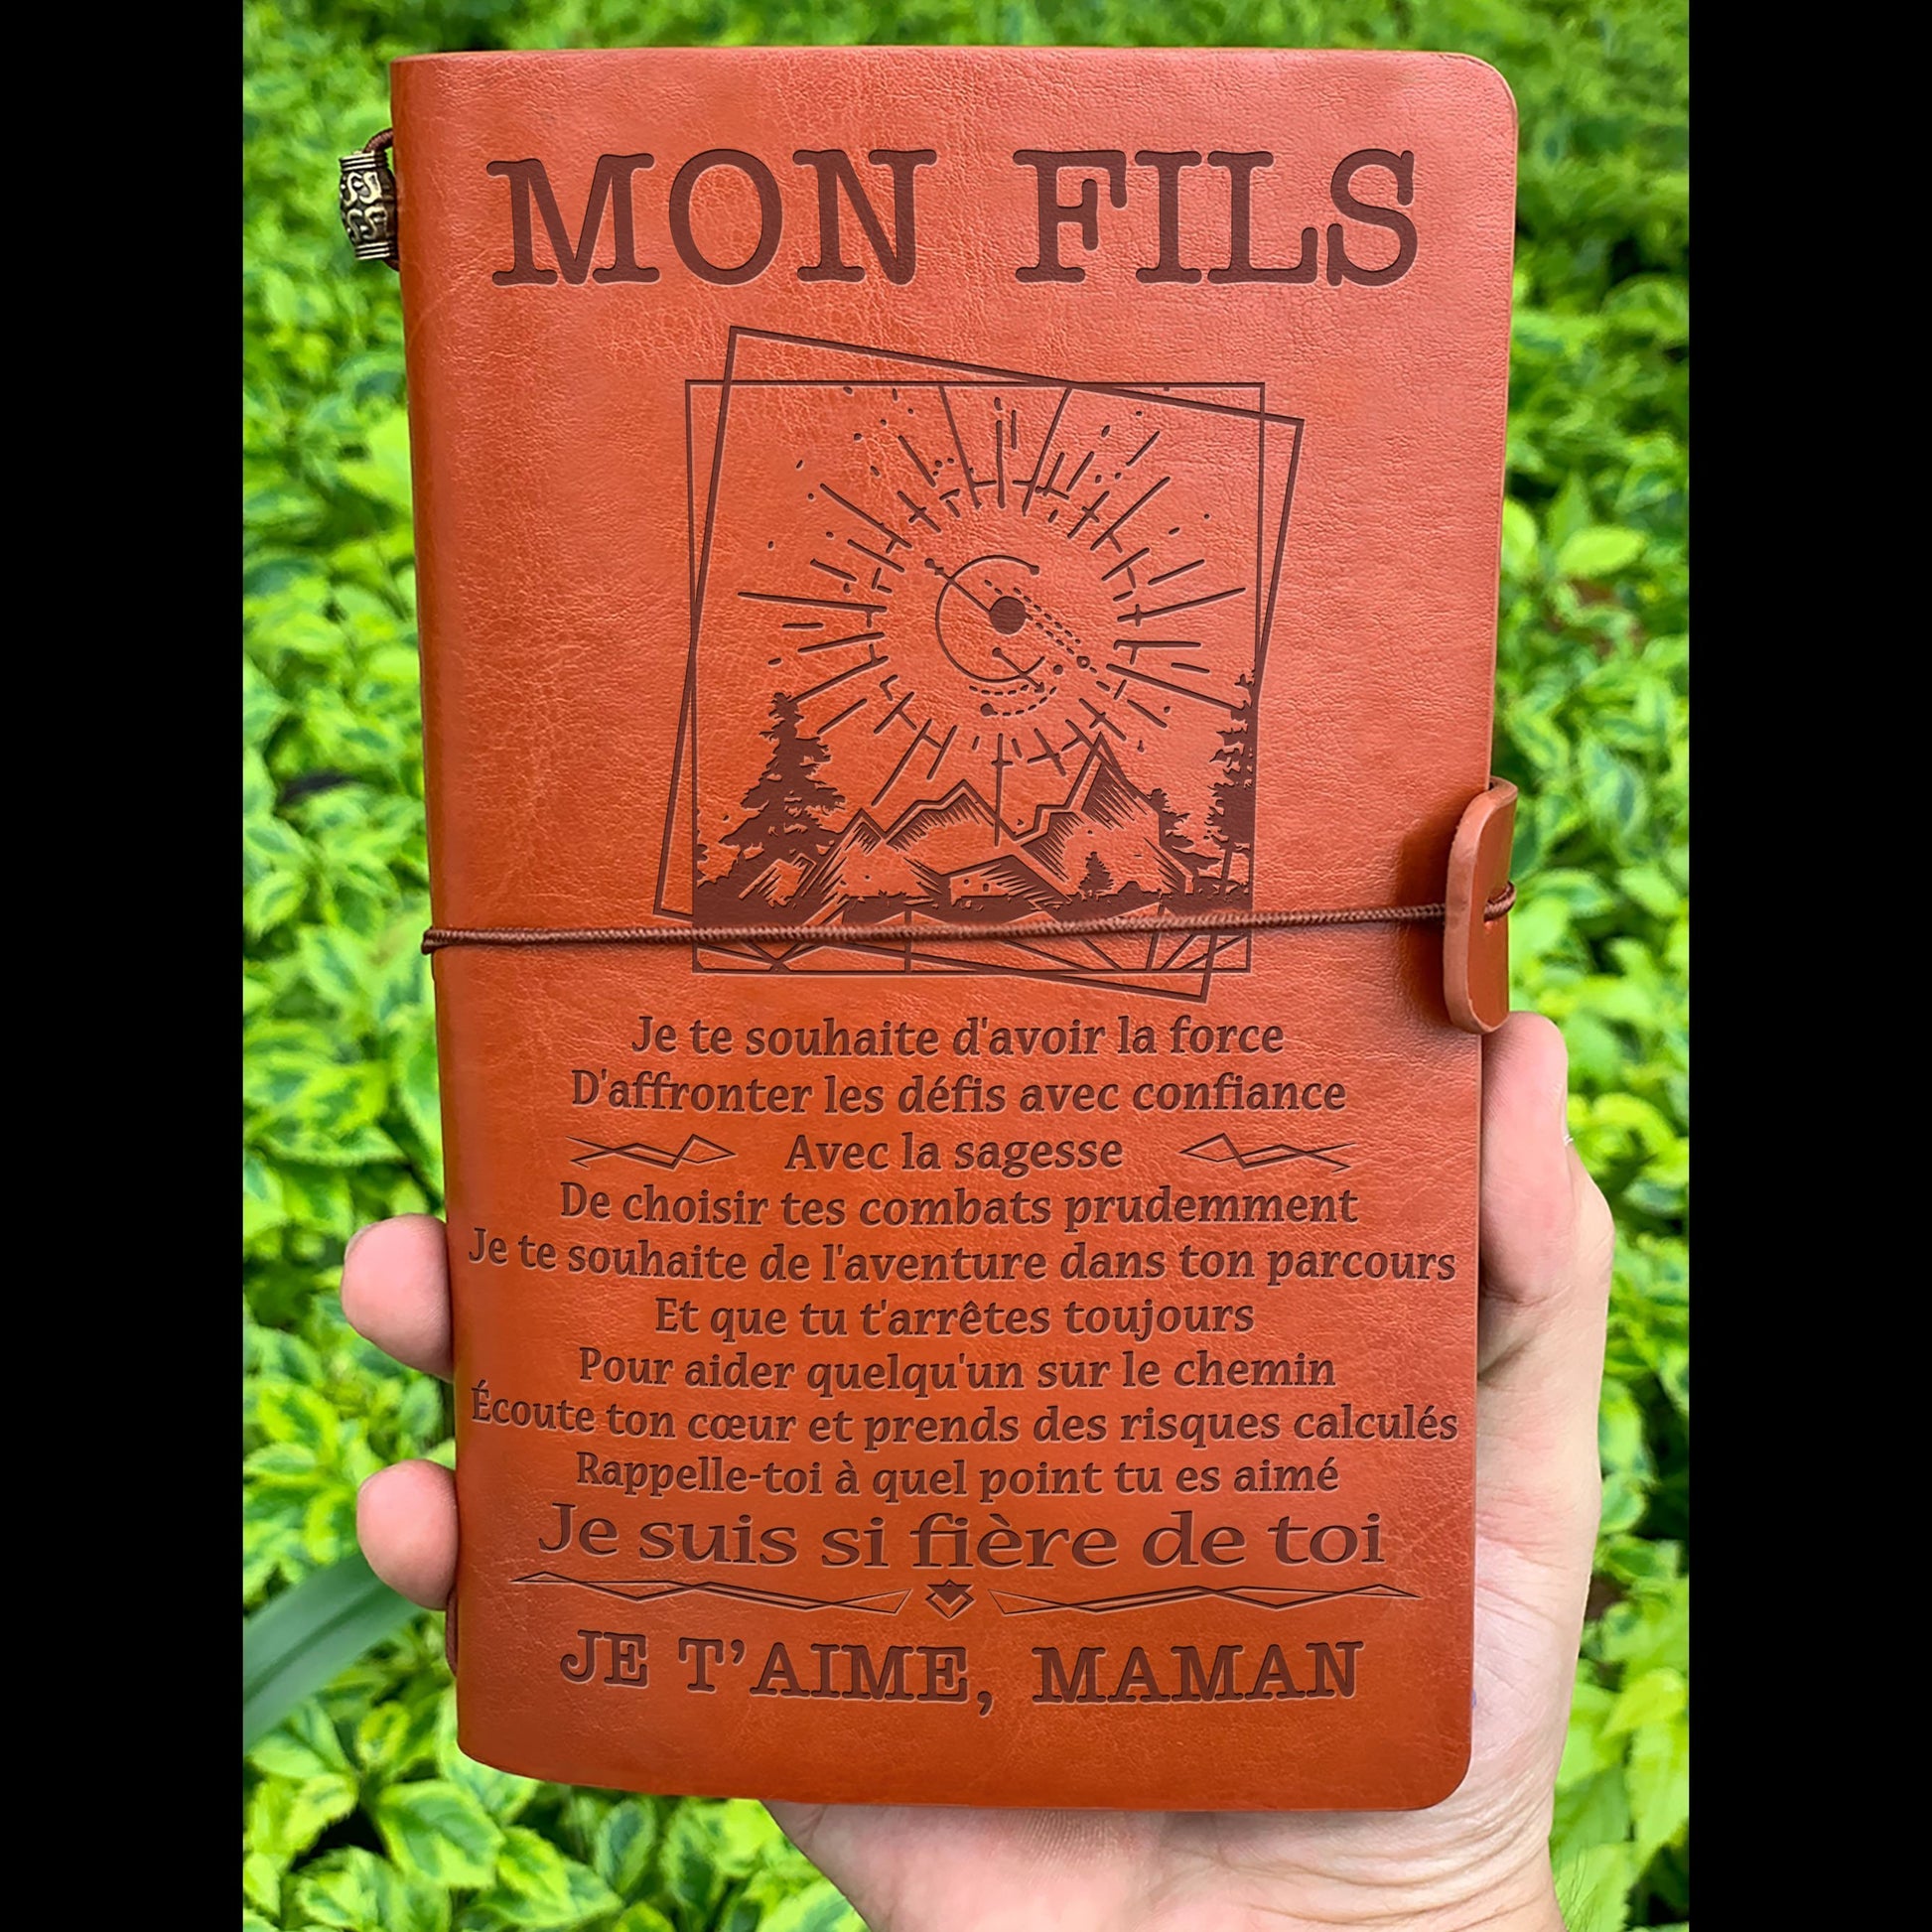 MON FILS
Je te souhaite d'avoir la force
D'affronter les défis avec confiance
Avec la sagesse
De choisir tes combats prudemment
Je te souhaite de l'aventure dans ton parcours
Et que tu t'arrêtes toujours
Pour aider quelqu'un sur le chemin
Écoute ton cœur et prends des risques calculés
Rappelle-toi à quel point tu es aimé
Je suis si fière de toi
JE T’AIME, MAMAN